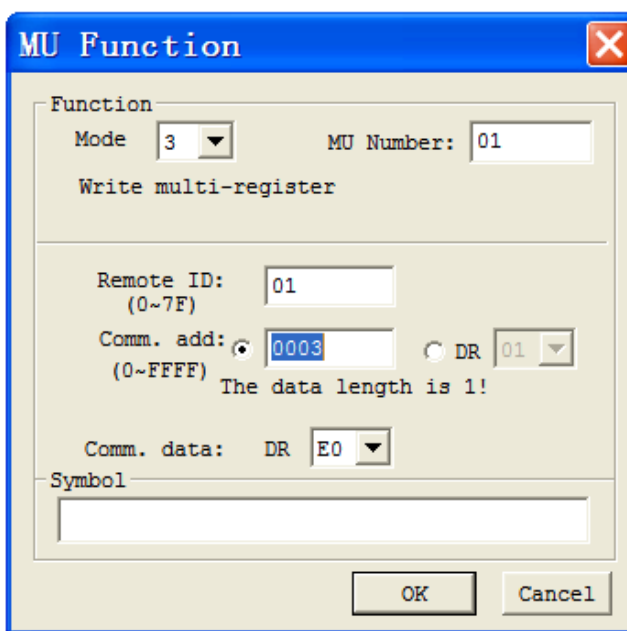 MU Function
Function
Mode 3 MU Number: 01
Write multi-register
Remote ID: 01
(0~7F)
Comm. add: 0003 DR 01
(0~FFFF)
The data length is 1!
Comm. data: DR E0
Symbol
OK Cancel